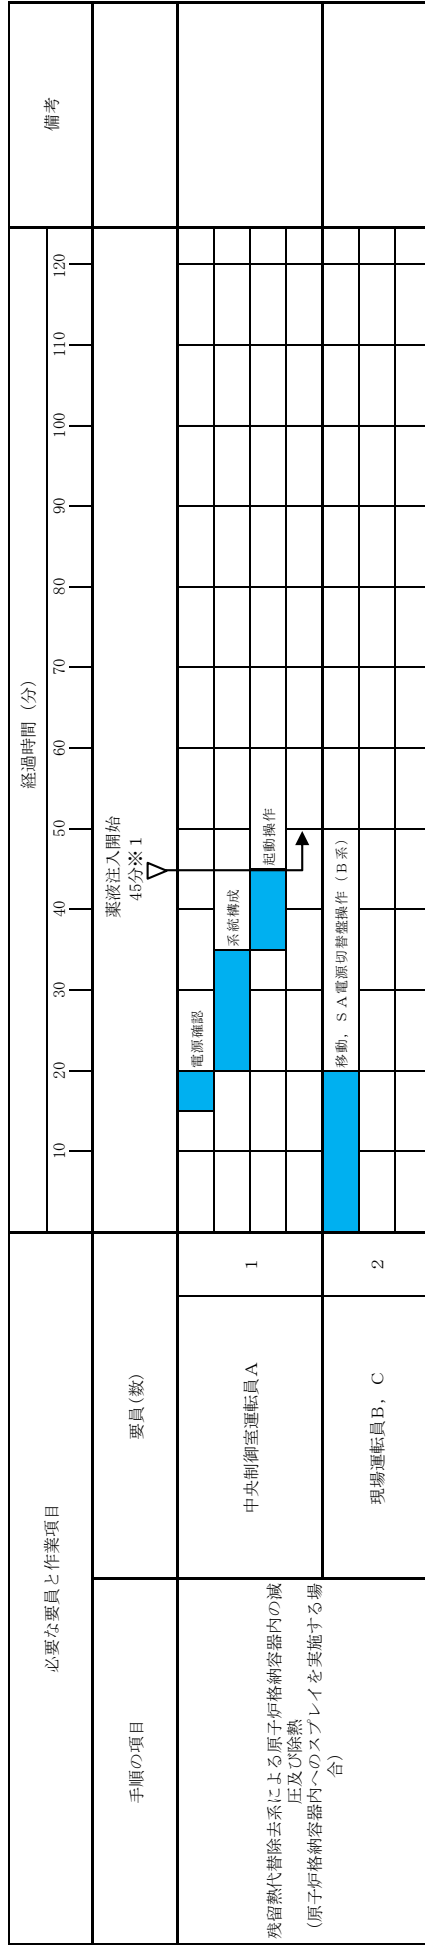 必要な要員と作業項目
経過時間（分）
備考
10
20
30
40
50
60
70
80
90
100
110
120
手順の項目
要員(数)
薬液注入開始
45分※１
残留熱代替除去系による原子炉格納容器内の減
圧及び除熱
(原子炉格納容器内へのスプレイを実施する場
合)
中央制御室運転員Ａ
1
電源確認
系統構成
起動操作
現場運転員Ｂ，Ｃ
2
移動，ＳＡ電源切替盤操作（Ｂ系）